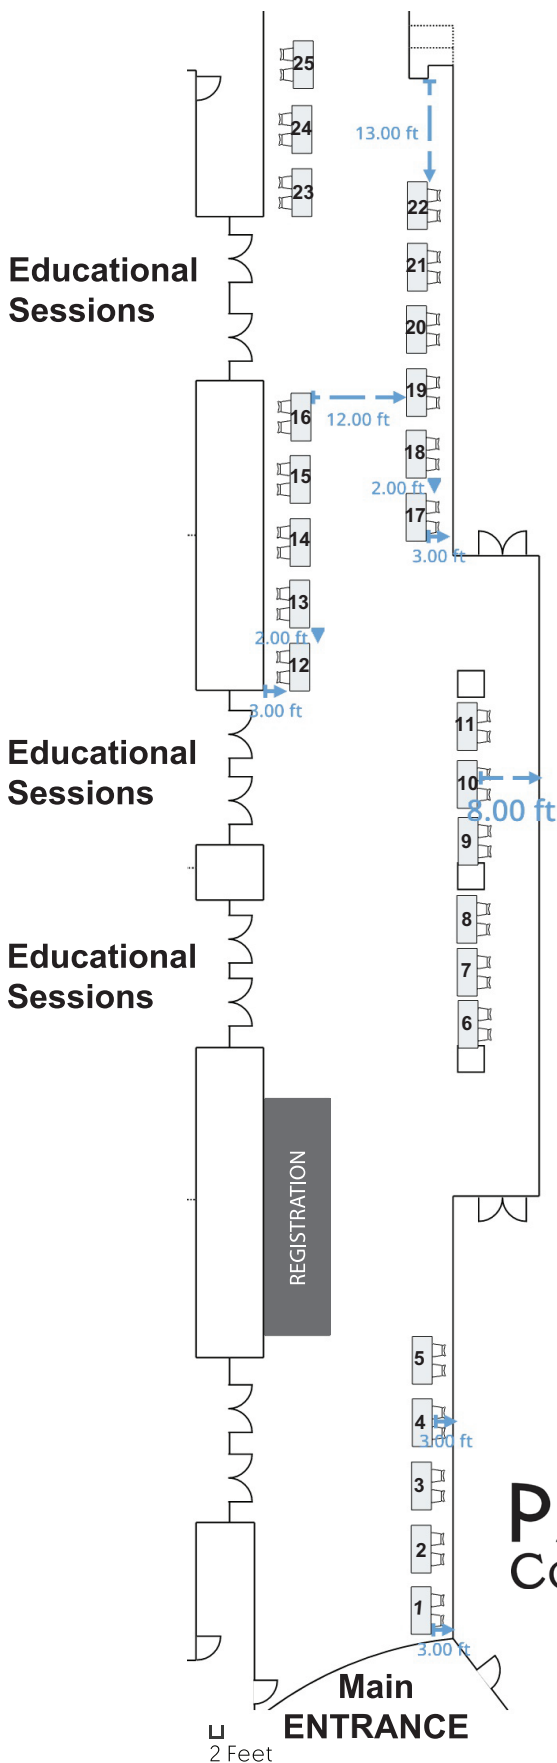 25
24
13.00 ft
23
22
Educational
Sessions
21
20
19
16
12.00 ft
18
15
2.00 ft
17
14
3.00 ft
13
2.00 ft
12
3.00 ft
11
Educational
Sessions
10
8.00 ft
9
8
Educational
Sessions
7
6
REGISTRATION
5
4
3.00 ft
3
2
1
3.00 ft
Main
ENTRANCE
2 Feet